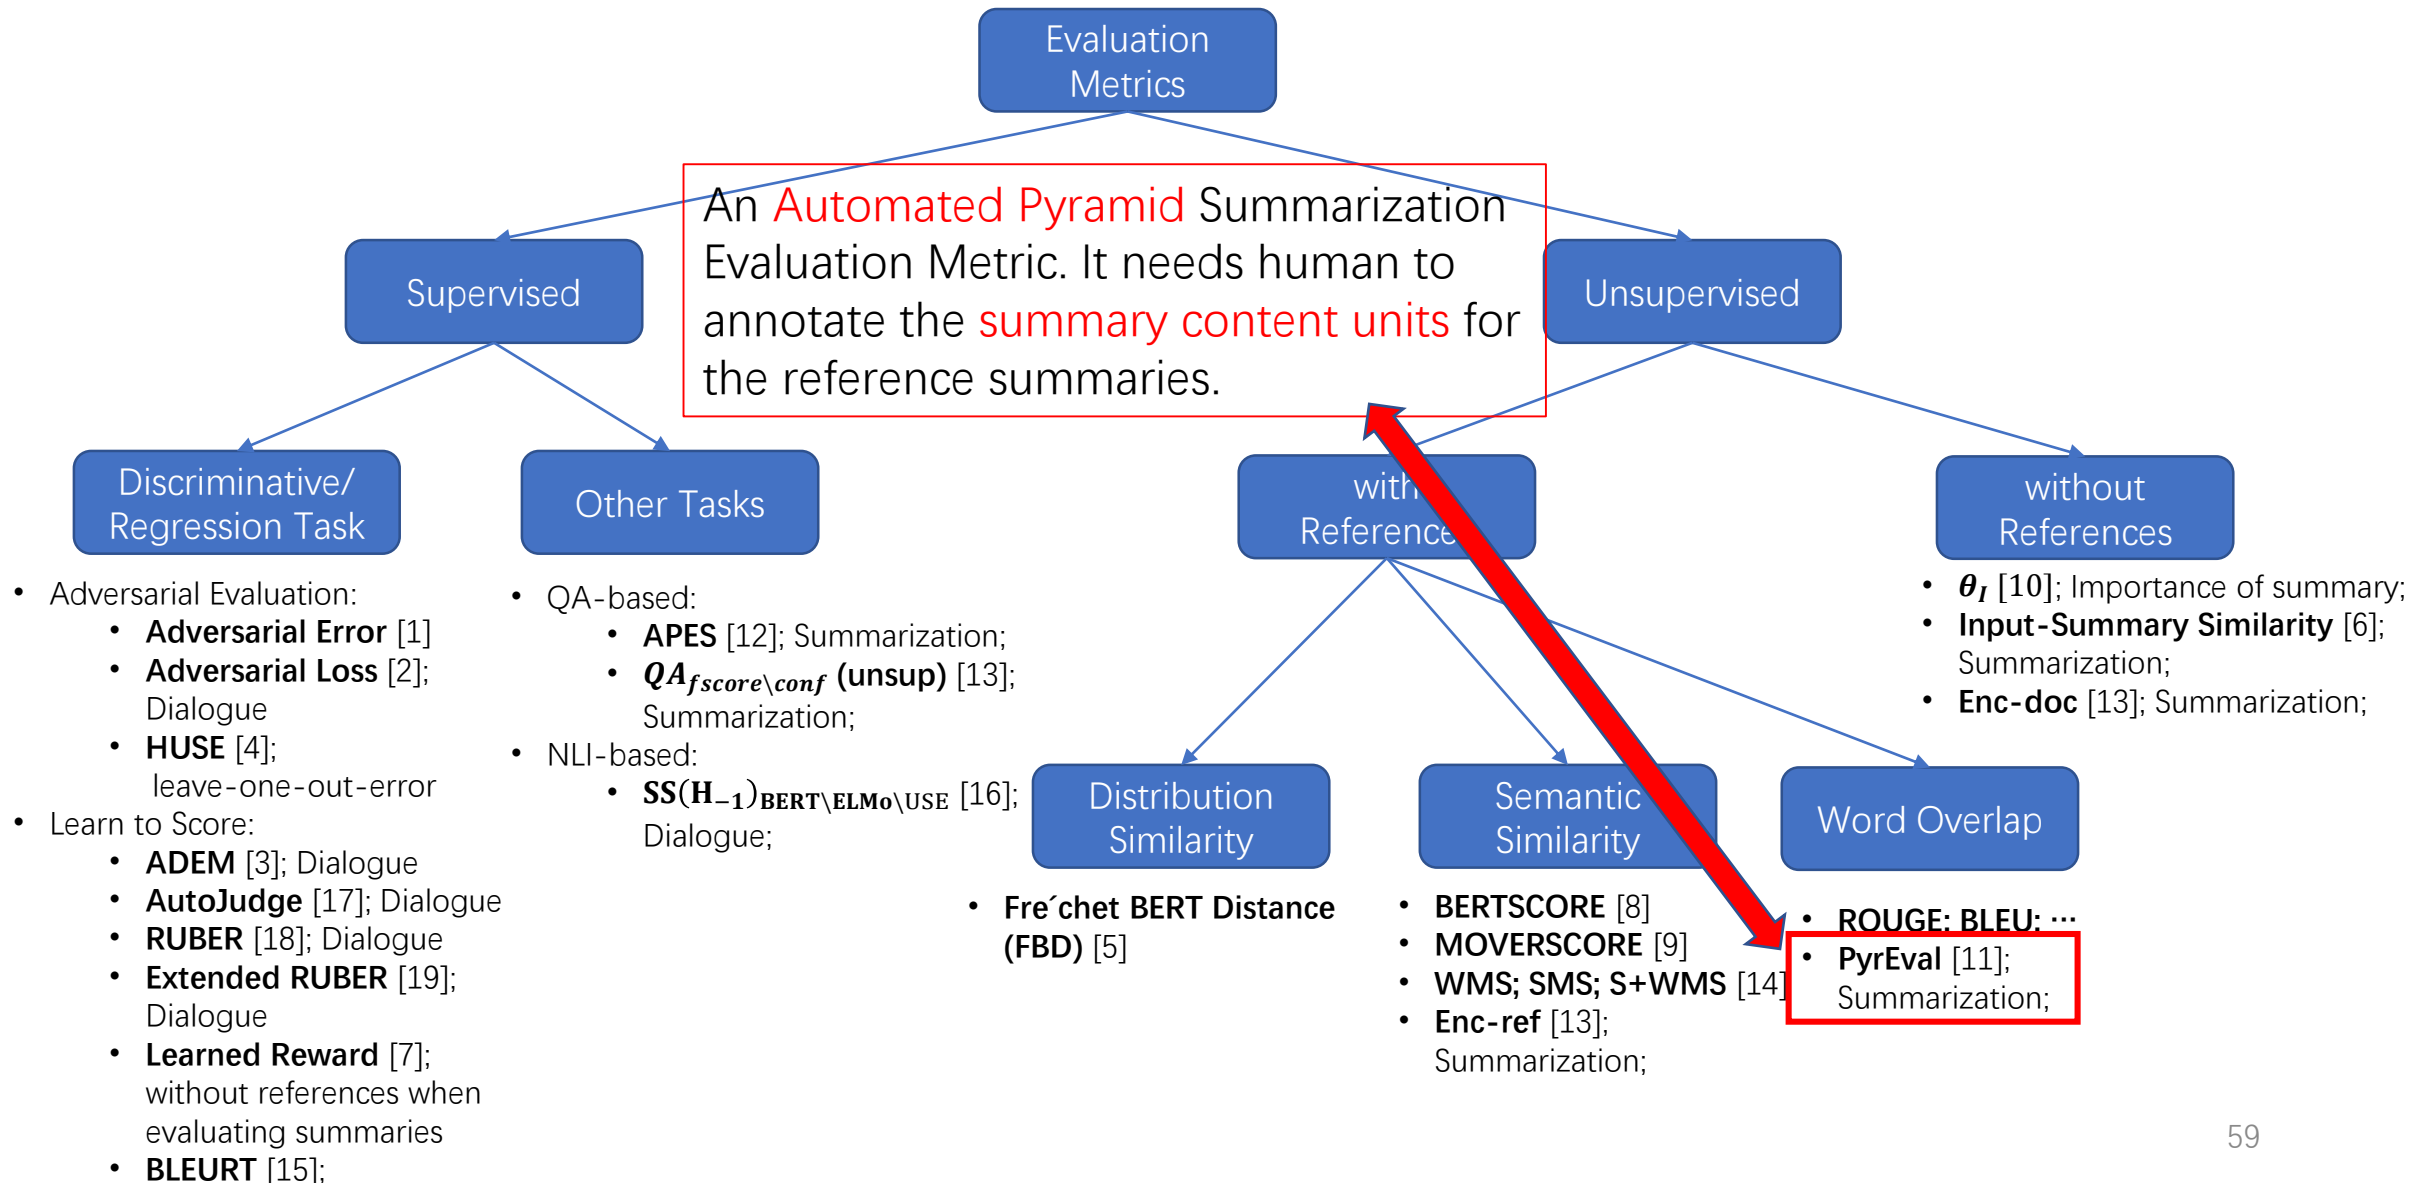 Evaluation
Metrics
An Automated Pyramid Summarization
Evaluation Metric. It needs human to
annotate the summary content units for
the reference summaries.
Supervised
Unsupervised
Discriminative/
Regression Task
Other Tasks
with
Reference
without
References
• Adversarial Evaluation:
• Adversarial Error [1]
• Adversarial Loss [2];
Dialogue
• HUSE [4];
leave-one-out-error
• Learn to Score:
• ADEM [3]; Dialogue
• AutoJudge [17]; Dialogue
• RUBER [18]; Dialogue
• Extended RUBER [19];
Dialogue
• Learned Reward [7];
without references when
evaluating summaries
• BLEURT [15];
• QA-based:
• APES [12]; Summarization;
• QA_{fscore\conf} (unsup) [13];
Summarization;
• NLI-based:
• SS(H_{−1})_{BERT\ELMo\USE} [16];
Dialogue;
• θ_I [10]; Importance of summary;
• Input-Summary Similarity [6];
Summarization;
• Enc-doc [13]; Summarization;
Distribution
Similarity
Semantic
Similarity
Word Overlap
• Fre´chet BERT Distance
(FBD) [5]
• BERTSCORE [8]
• MOVERSCORE [9]
• WMS; SMS; S+WMS [14]
• Enc-ref [13];
Summarization;
• ROUGE; BLEU; ···
• PyrEval [11];
Summarization;
59